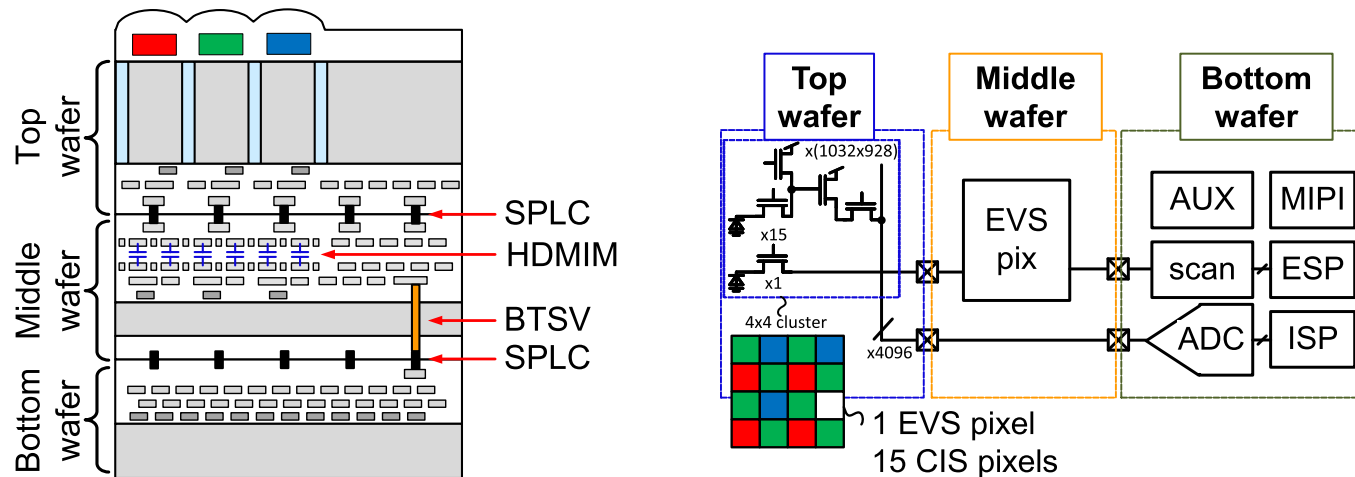 Top
wafer
Middle
wafer
Bottom
wafer
SPLC
HDMIM
BTSV
SPLC
Top
wafer
Middle
wafer
Bottom
wafer
x(1032x928)
x15
x1
4x4 cluster
x4096
EVS
pix
AUX
MIPI
scan
ESP
ADC
ISP
1 EVS pixel
15 CIS pixels